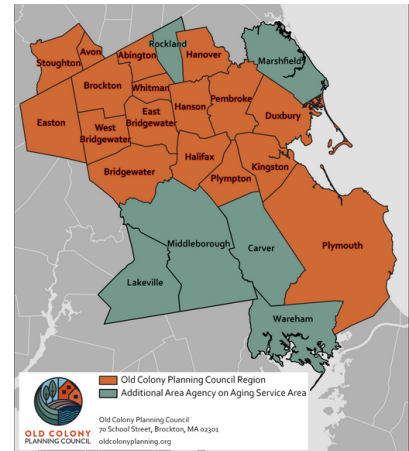 Rockland
Avon
Abington
Hanover
Stoughton
Marshfield
Brockton
Whitman
Pembroke
Hanson
Easton
East
Bridgewater
Duxbury
West
Bridgewater
Halifax
Kingston
Bridgewater
Plympton
Middleborough
Carver
Plymouth
Lakeville
Wareham
Old Colony Planning Council Region
Additional Area Agency on Aging Service Area
OLD COLONY
PLANNING COUNCIL
Old Colony Planning Council
70 School Street, Brockton, MA 02301
oldcolonyplanning.org